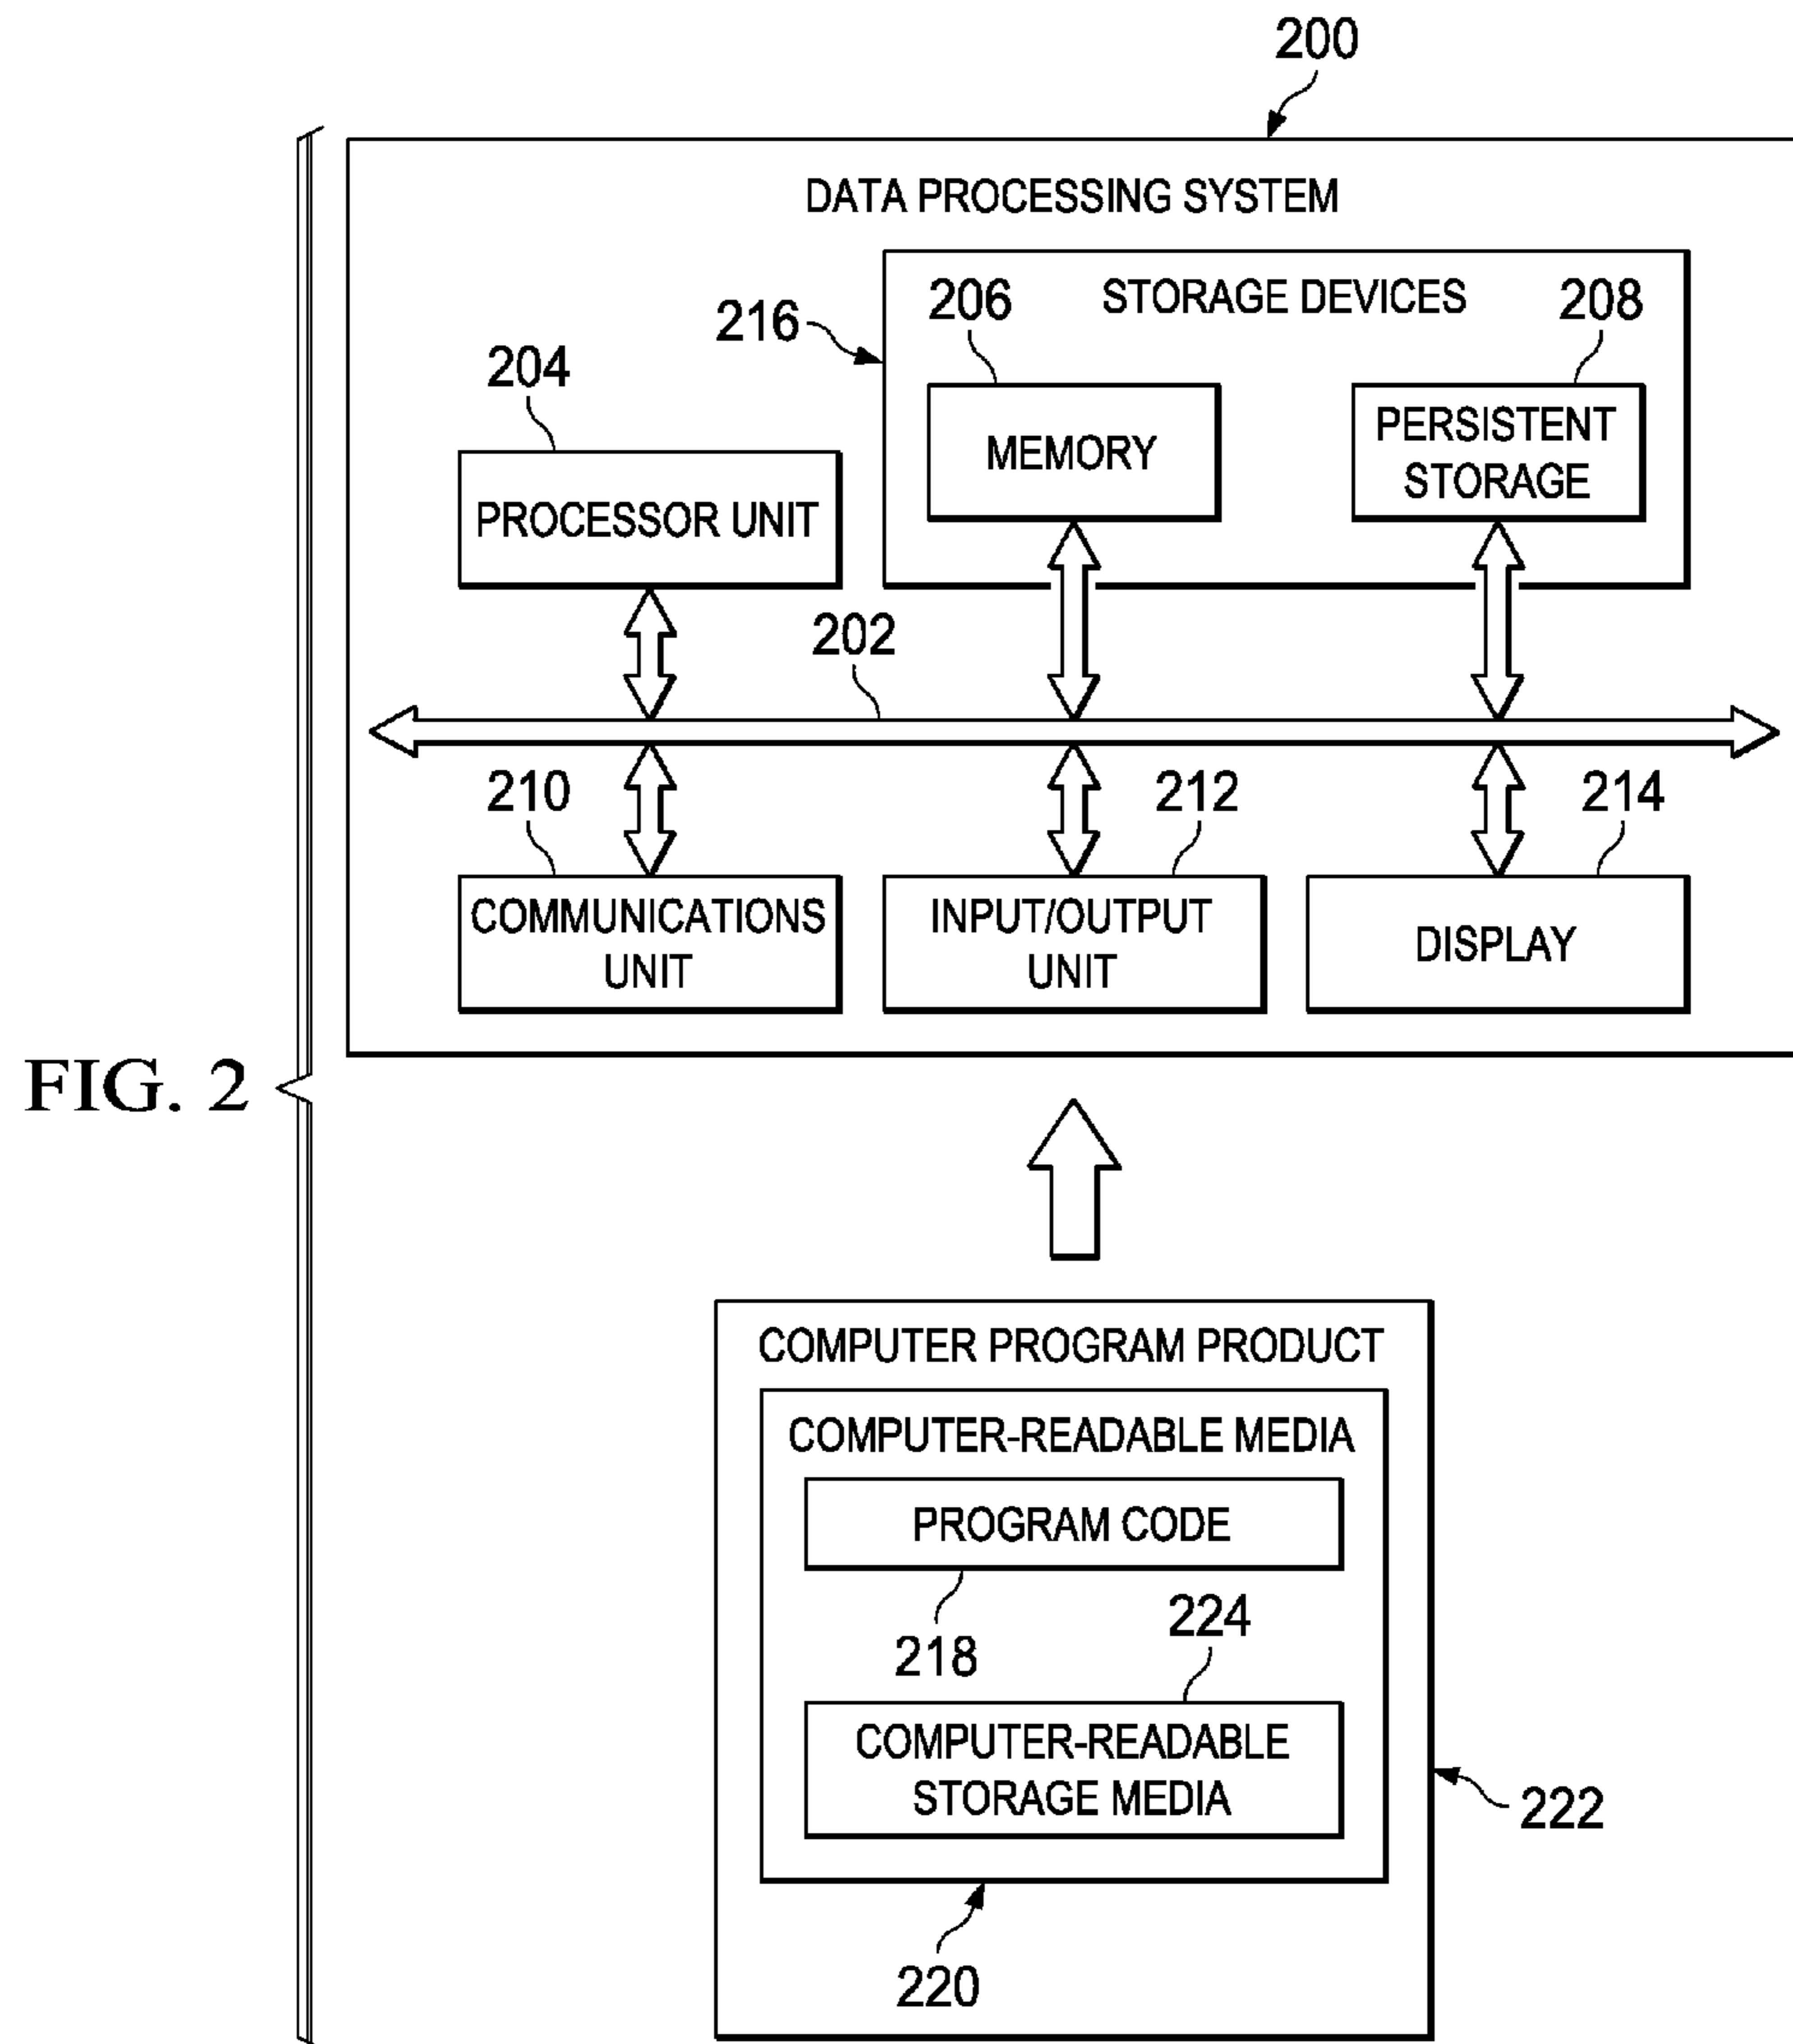 200
DATA PROCESSING SYSTEM
216
206
STORAGE DEVICES
208
204
MEMORY
PERSISTENT
STORAGE
PROCESSOR UNIT
202
210
212
214
COMMUNICATIONS
UNIT
INPUT/OUTPUT
UNIT
DISPLAY
FIG. 2
COMPUTER PROGRAM PRODUCT
COMPUTER-READABLE MEDIA
PROGRAM CODE
218
224
COMPUTER-READABLE
STORAGE MEDIA
222
220